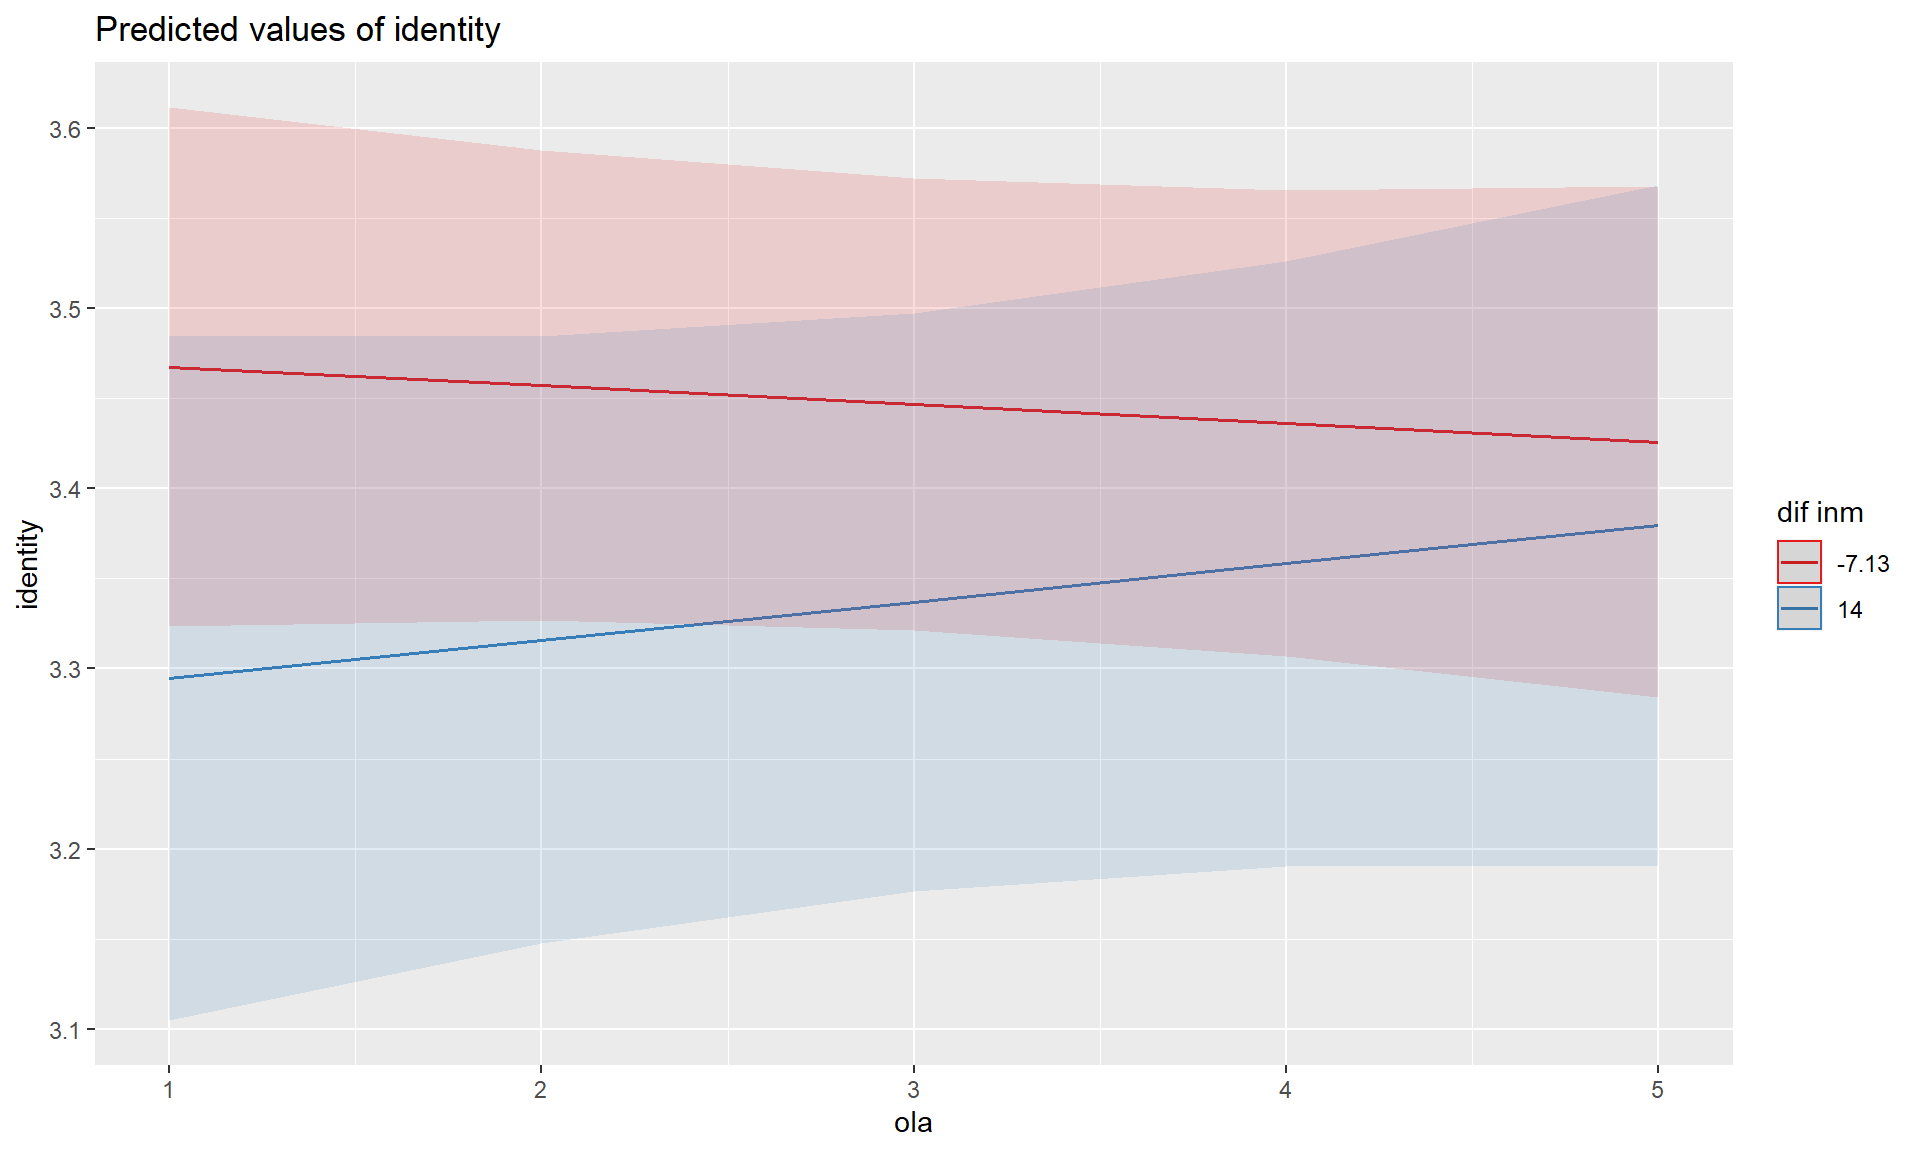 Predicted values of identity
3.6
3.5
3.4
3.3
3.2
3.1
identity
1 2 3 4 5
ola
dif inm
-7.13
14